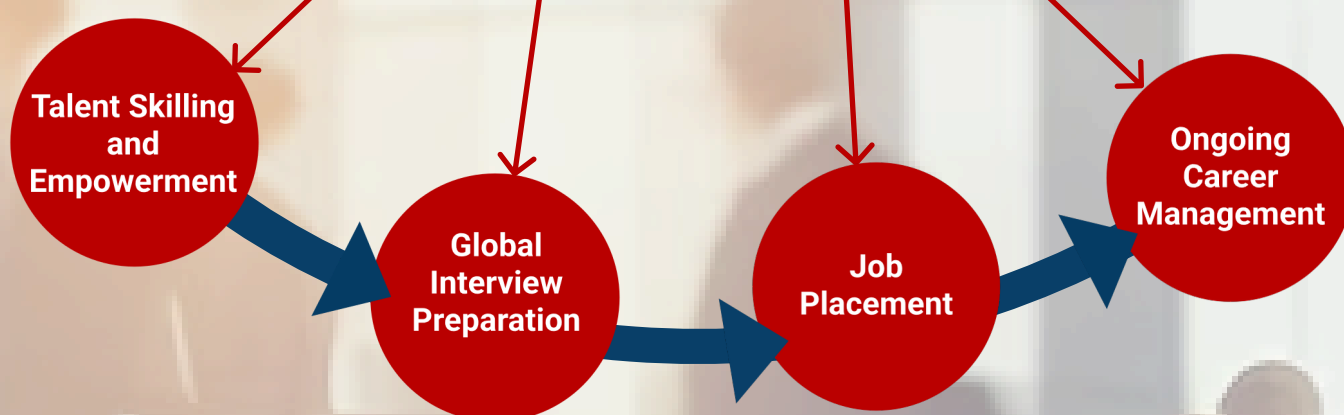 Talent Skilling
and
Empowerment
Global
Interview
Preparation
Job
Placement
Ongoing
Career
Management